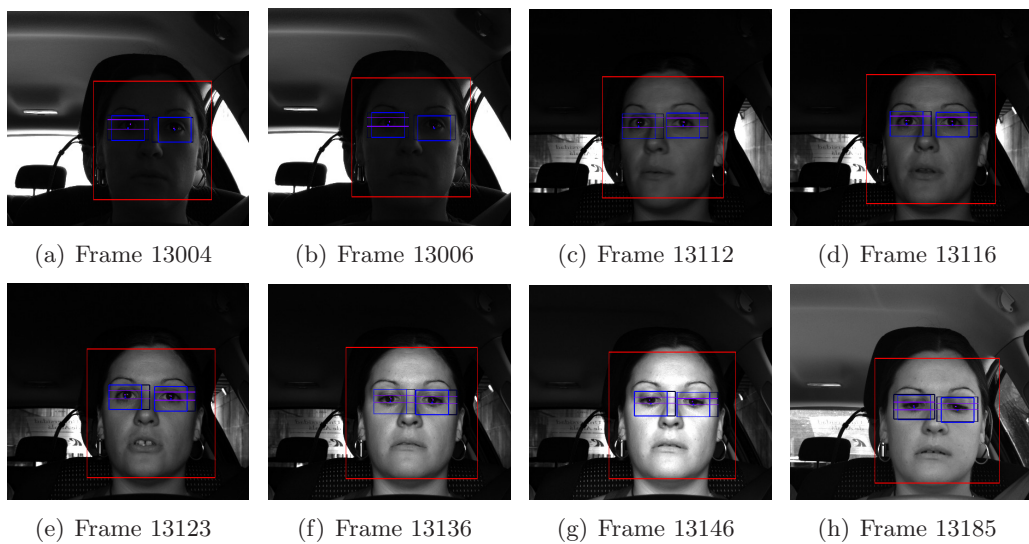 (a) Frame 13004
(b) Frame 13006
(c) Frame 13112
(d) Frame 13116
(e) Frame 13123
(f) Frame 13136
(g) Frame 13146
(h) Frame 13185